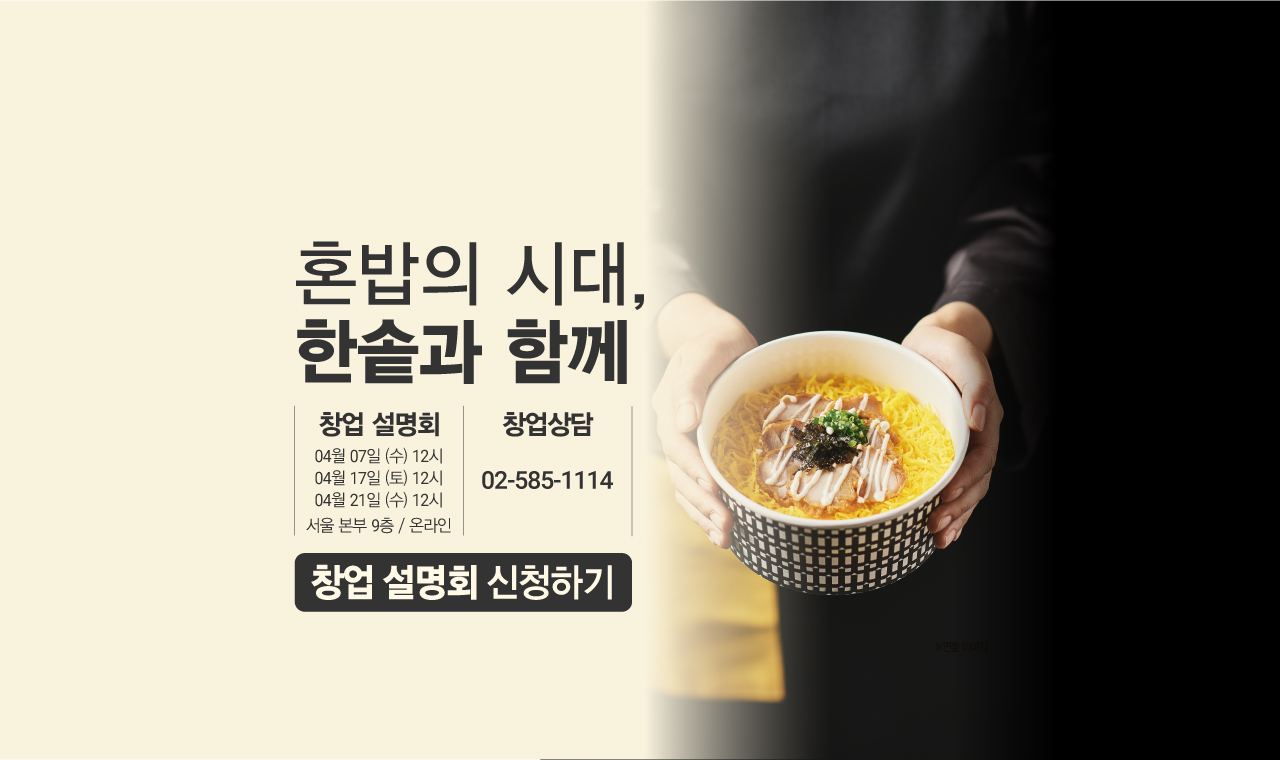 혼밥의 시대,
한솥과 함께
창업 설명회
04월 07일 (수) 12시
04월 17일 (토) 12시
04월 21일 (수) 12시
서울 본부 9층 / 온라인
창업상담
02-585-1114
창업 설명회 신청하기